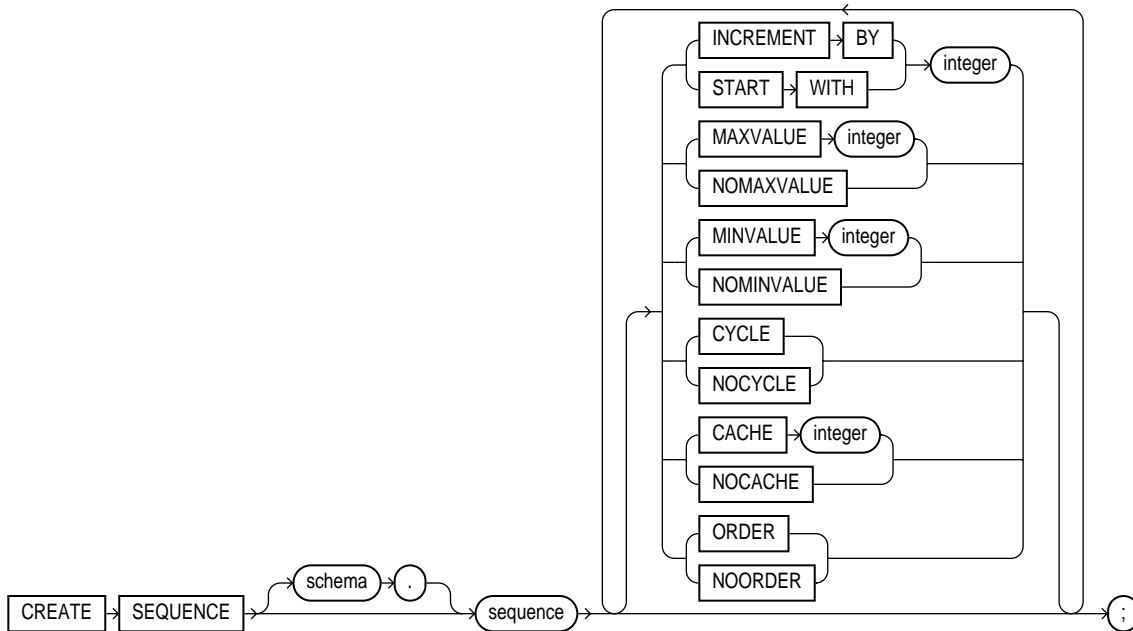 INCREMENT BY
integer
START WITH
MAXVALUE integer
NOMAXVALUE
MINVALUE integer
NOMINVALUE
CYCLE
NOCYCLE
CACHE integer
NOCACHE
ORDER
schema .
NOORDER
CREATE SEQUENCE sequence ;